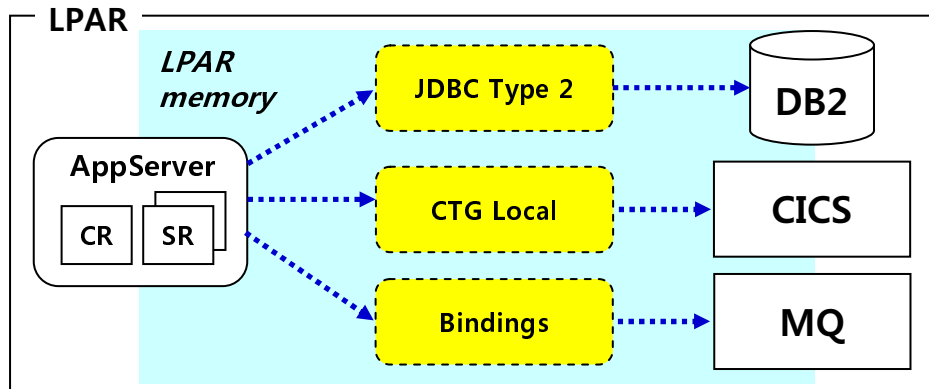 LPAR
LPAR
memory
JDBC Type 2
DB2
AppServer
CR
SR
CTG Local
CICS
Bindings
MQ